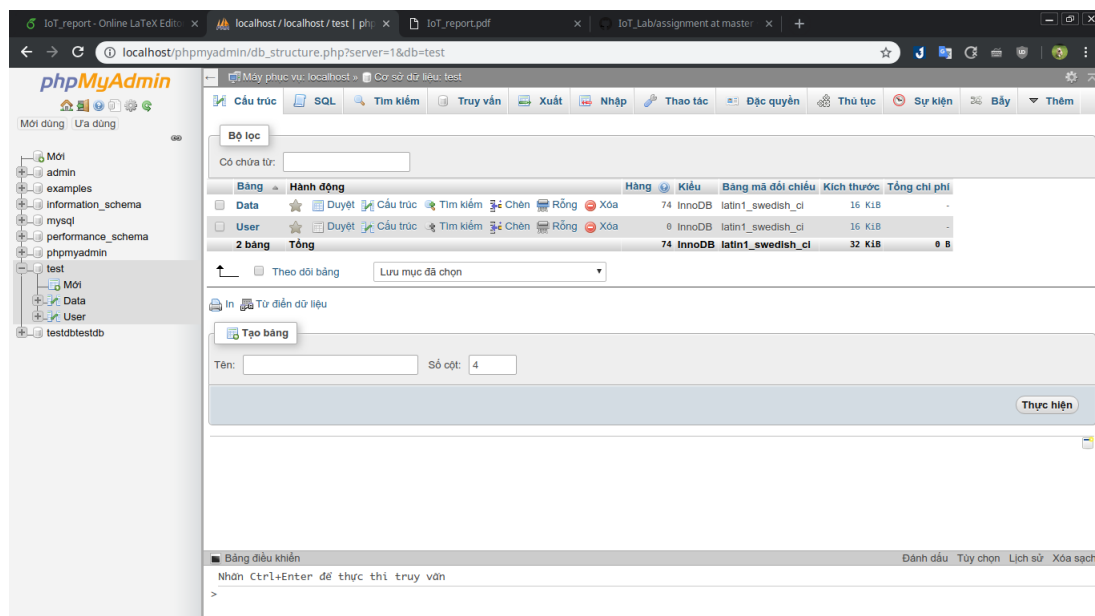 IoT_report - Online LaTeX Edito
localhost / localhost / test | php
IoT_report.pdf
IoT_Lab/assignment at master
localhost/phpmyadmin/db_structure.php?server=1&db=test
phpMyAdmin
Mới dùng Ưa dùng
Mới
admin
examples
information_schema
mysql
performance_schema
phpmyadmin
test
Mới
Data
User
testdbtestdb
Máy phục vụ: localhost » Cơ sở dữ liệu: test
Cấu trúc SQL Tìm kiếm Truy vấn Xuất Nhập Thao tác Đặc quyền Thủ tục Sự kiện Bẫy Thêm
Bộ lọc
Có chứa từ:
Bảng Hành động Hàng Kiểu Bảng mã đối chiếu Kích thước Tổng chi phí
Data Duyệt Cấu trúc Tìm kiếm Chèn Rỗng Xóa 74 InnoDB latin1_swedish_ci 16 KiB -
User Duyệt Cấu trúc Tìm kiếm Chèn Rỗng Xóa 0 InnoDB latin1_swedish_ci 16 KiB -
2 bảng Tổng 74 InnoDB latin1_swedish_ci 32 KiB 0 B
Theo dõi bảng Lưu mục đã chọn
In Từ điển dữ liệu
Tạo bảng
Tên: Số cột: 4
Thực hiện
Bảng điều khiển Đánh dấu Tùy chọn Lịch sử Xóa sạch
Nhấn Ctrl+Enter để thực thi truy vấn
>